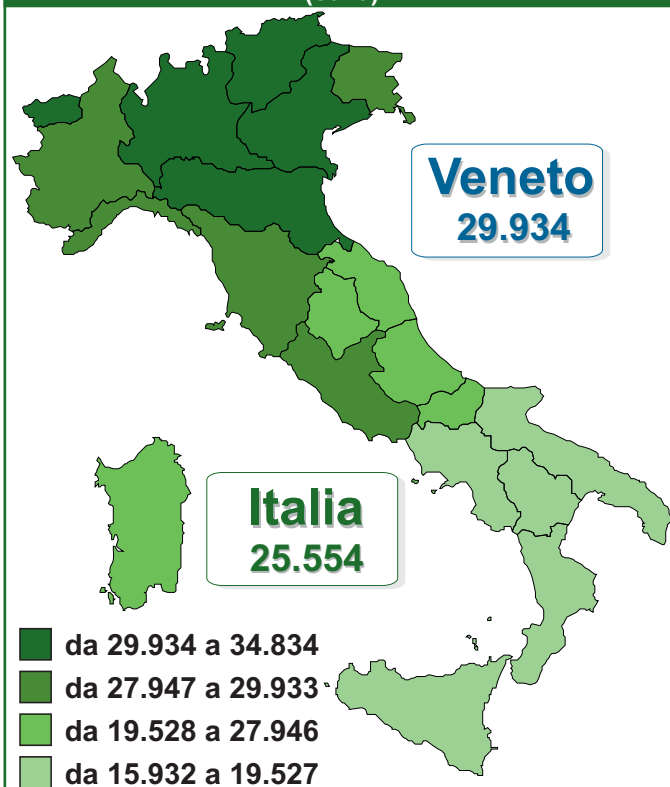 Veneto
29.934
Italia
25.554
da 29.934 a 34.834
da 27.947 a 29.933
da 19.528 a 27.946
da 15.932 a 19.527